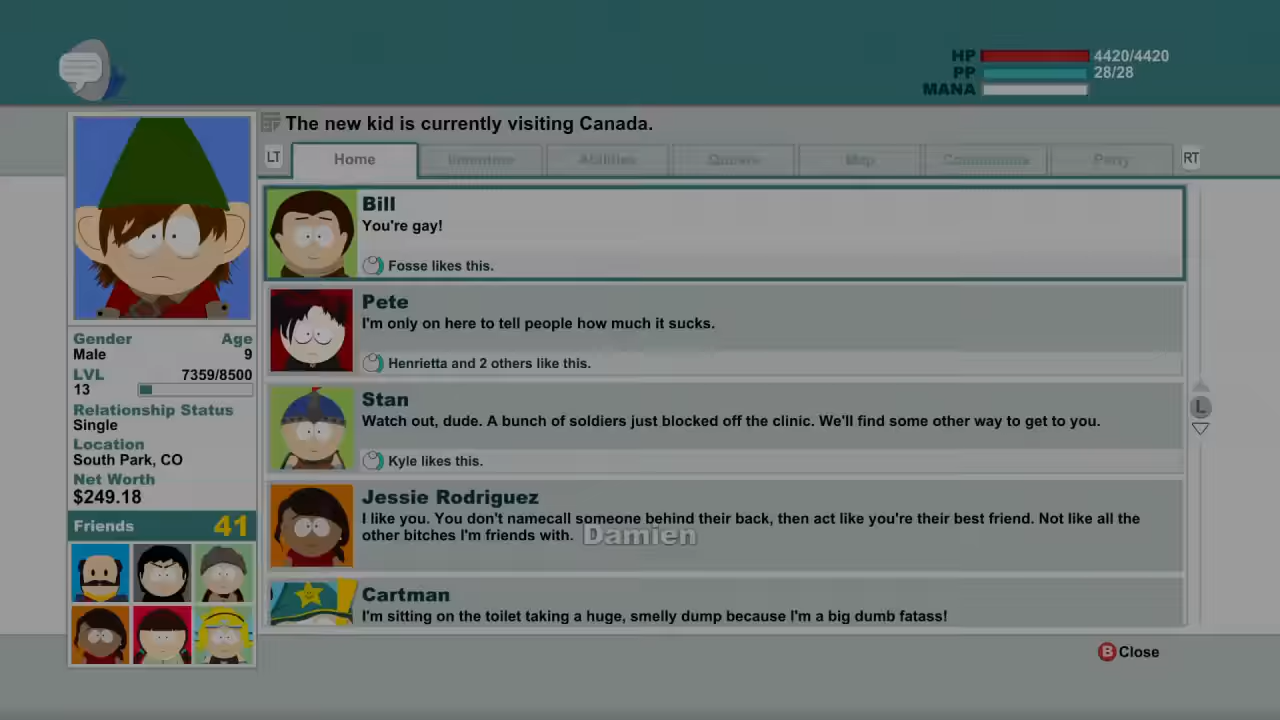 HP 4420/4420
PP 28/28
MANA
The new kid is currently visiting Canada.
LT Home Inventory Abilities Quests Map Party RT
Bill
You're gay!
Fosse likes this.
Pete
I'm only on here to tell people how much it sucks.
Henrietta and 2 others like this.
Gender Age
Male 9
LVL 7359/8500
13
Relationship Status
Single
Location
South Park, CO
Net Worth
$249.18
Friends 41
Stan
Watch out, dude. A bunch of soldiers just blocked off the clinic. We'll find some other way to get to you.
Kyle likes this.
L
Jessie Rodriguez
I like you. You don't namecall someone behind their back, then act like you're their best friend. Not like all the
other bitches I'm friends with.
Damien
Cartman
I'm sitting on the toilet taking a huge, smelly dump because I'm a big dumb fatass!
B Close